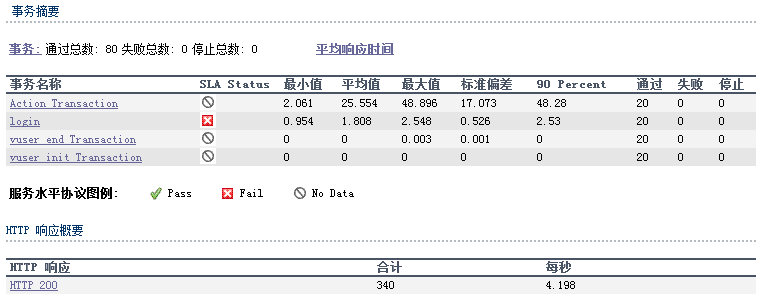 事务摘要
事务: 通过总数: 80 失败总数: 0 停止总数: 0 平均响应时间
事务名称 SLA Status 最小值 平均值 最大值 标准偏差 90 Percent 通过 失败 停止
Action Transaction 2.061 25.554 48.896 17.073 48.28 20 0 0
login 0.954 1.808 2.548 0.526 2.53 20 0 0
vuser end Transaction 0 0 0.003 0.001 0 20 0 0
vuser init Transaction 0 0 0 0 0 20 0 0
服务水平协议图例: Pass Fail No Data
HTTP 响应概要
HTTP 响应 合计 每秒
HTTP 200 340 4.198